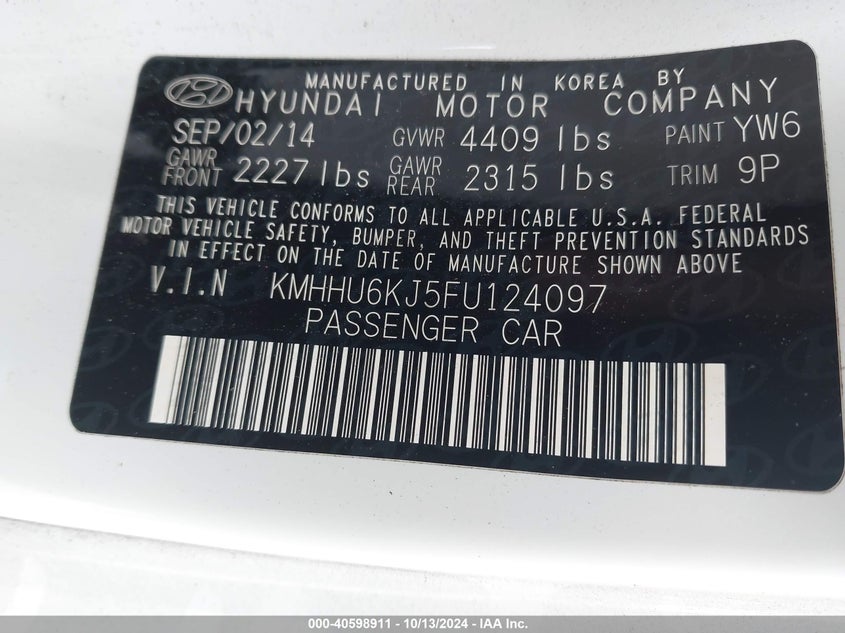 MANUFACTURED IN KOREA BY
HYUNDAI MOTOR COMPANY
SEP/02/14 GVWR 4409 lbs PAINT YW6
GAWR FRONT 2227 lbs GAWR REAR 2315 lbs TRIM 9P
THIS VEHICLE CONFORMS TO ALL APPLICABLE U.S.A. FEDERAL
MOTOR VEHICLE SAFETY, BUMPER, AND THEFT PREVENTION STANDARDS
IN EFFECT ON THE DATE OF MANUFACTURE SHOWN ABOVE
V.I.N KMHHU6KJ5FU124097
PASSENGER CAR
000-40598911 - 10/13/2024 - IAA Inc.